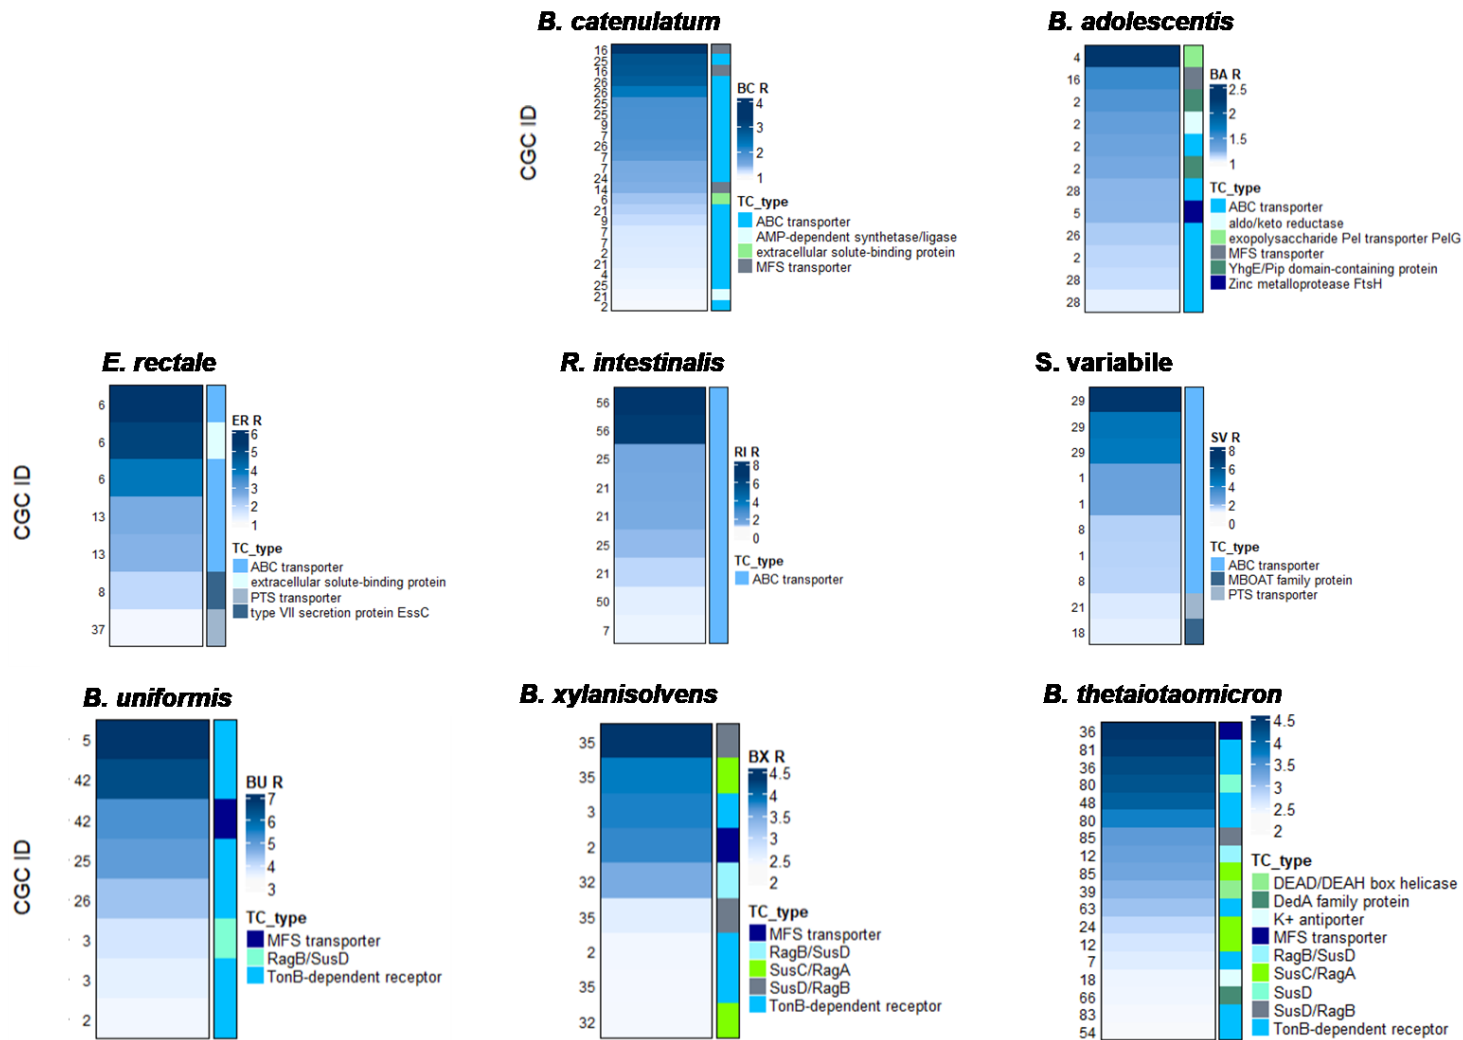 B. catenulatum
CGC ID
16
25
16
26
26
25
25
9
7
26
7
7
24
14
6
21
9
7
7
2
21
4
25
21
2
BC R
4
3
2
1
TC_type
ABC transporter
AMP-dependent synthetase/ligase
extracellular solute-binding protein
MFS transporter
B. adolescentis
4
16
2
2
2
2
28
5
26
2
28
28
BA R
2.5
2
1.5
1
TC_type
ABC transporter
aldo/keto reductase
exopolysaccharide Pel transporter PelG
MFS transporter
YhgE/Pip domain-containing protein
Zinc metalloprotease FtsH
E. rectale
CGC ID
6
6
6
13
13
8
37
ER R
6
5
4
3
2
1
TC_type
ABC transporter
extracellular solute-binding protein
PTS transporter
type VII secretion protein EssC
R. intestinalis
56
56
25
21
21
25
21
50
7
RI R
8
6
4
2
0
TC_type
ABC transporter
S. variabile
29
29
29
1
1
8
1
8
21
18
SV R
8
6
4
2
0
TC_type
ABC transporter
MBOAT family protein
PTS transporter
B. uniformis
CGC ID
5
42
42
25
26
3
3
2
BU R
7
6
5
4
3
TC_type
MFS transporter
RagB/SusD
TonB-dependent receptor
B. xylanisolvens
35
35
3
2
32
35
2
35
32
BX R
4.5
4
3.5
3
2.5
2
TC_type
MFS transporter
RagB/SusD
SusC/RagA
SusD/RagB
TonB-dependent receptor
B. thetaiotaomicron
36
81
36
80
48
80
85
12
85
39
63
24
12
7
18
66
83
54
4.5
4
3.5
3
2.5
2
TC_type
DEAD/DEAH box helicase
DedA family protein
K+ antiporter
MFS transporter
RagB/SusD
SusC/RagA
SusD
SusD/RagB
TonB-dependent receptor